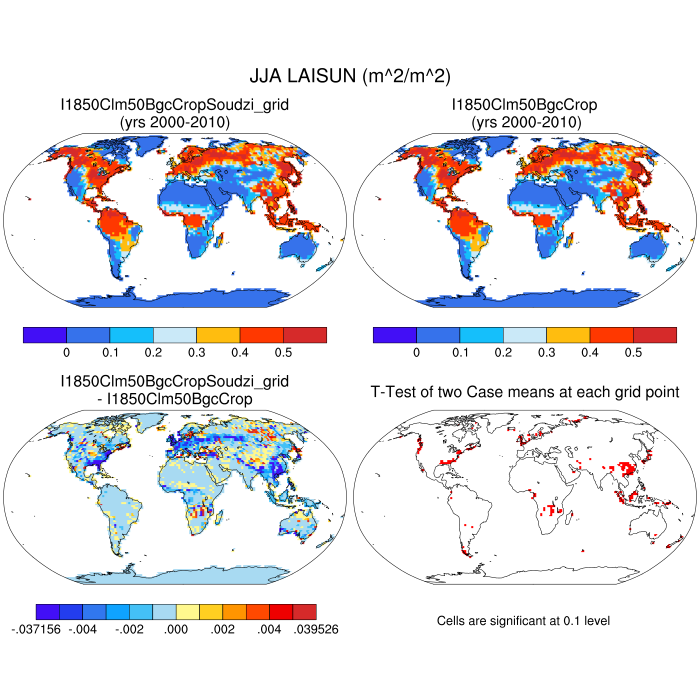 JJA LAISUN (m^2/m^2)
I1850Clm50BgcCropSoudzi_grid
(yrs 2000-2010)
I1850Clm50BgcCrop
(yrs 2000-2010)
0 0.1 0.2 0.3 0.4 0.5
0 0.1 0.2 0.3 0.4 0.5
I1850Clm50BgcCropSoudzi_grid
- I1850Clm50BgcCrop
T-Test of two Case means at each grid point
-.037156 -.004 -.002 .000 .002 .004 .039526
Cells are significant at 0.1 level